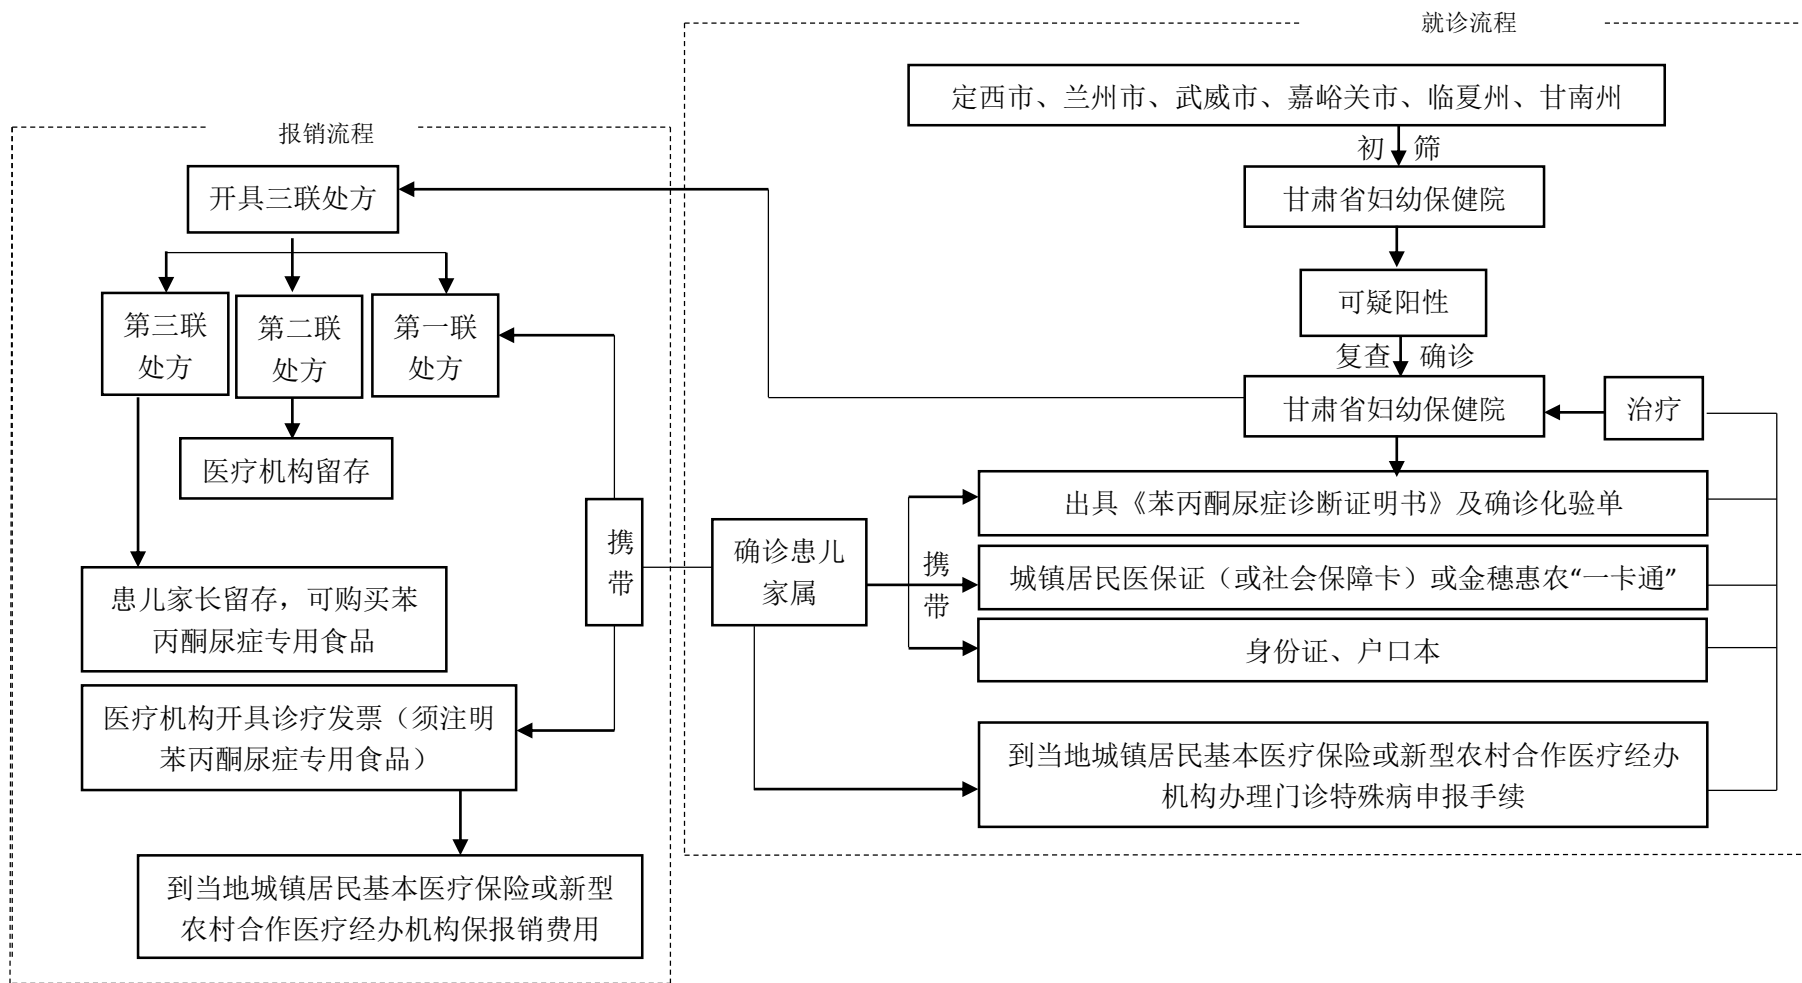 就诊流程
定西市、兰州市、武威市、嘉峪关市、临夏州、甘南州
初 筛
甘肃省妇幼保健院
可疑阳性
复查 确诊
甘肃省妇幼保健院
治疗
出具《苯丙酮尿症诊断证明书》及确诊化验单
确诊患儿
家属
携
带
城镇居民医保证（或社会保障卡）或金穗惠农“一卡通”
身份证、户口本
到当地城镇居民基本医疗保险或新型农村合作医疗经办
机构办理门诊特殊病申报手续
报销流程
开具三联处方
第三联
处方
第二联
处方
第一联
处方
医疗机构留存
携
带
患儿家长留存，可购买苯
丙酮尿症专用食品
医疗机构开具诊疗发票（须注明
苯丙酮尿症专用食品）
到当地城镇居民基本医疗保险或新型
农村合作医疗经办机构保报销费用